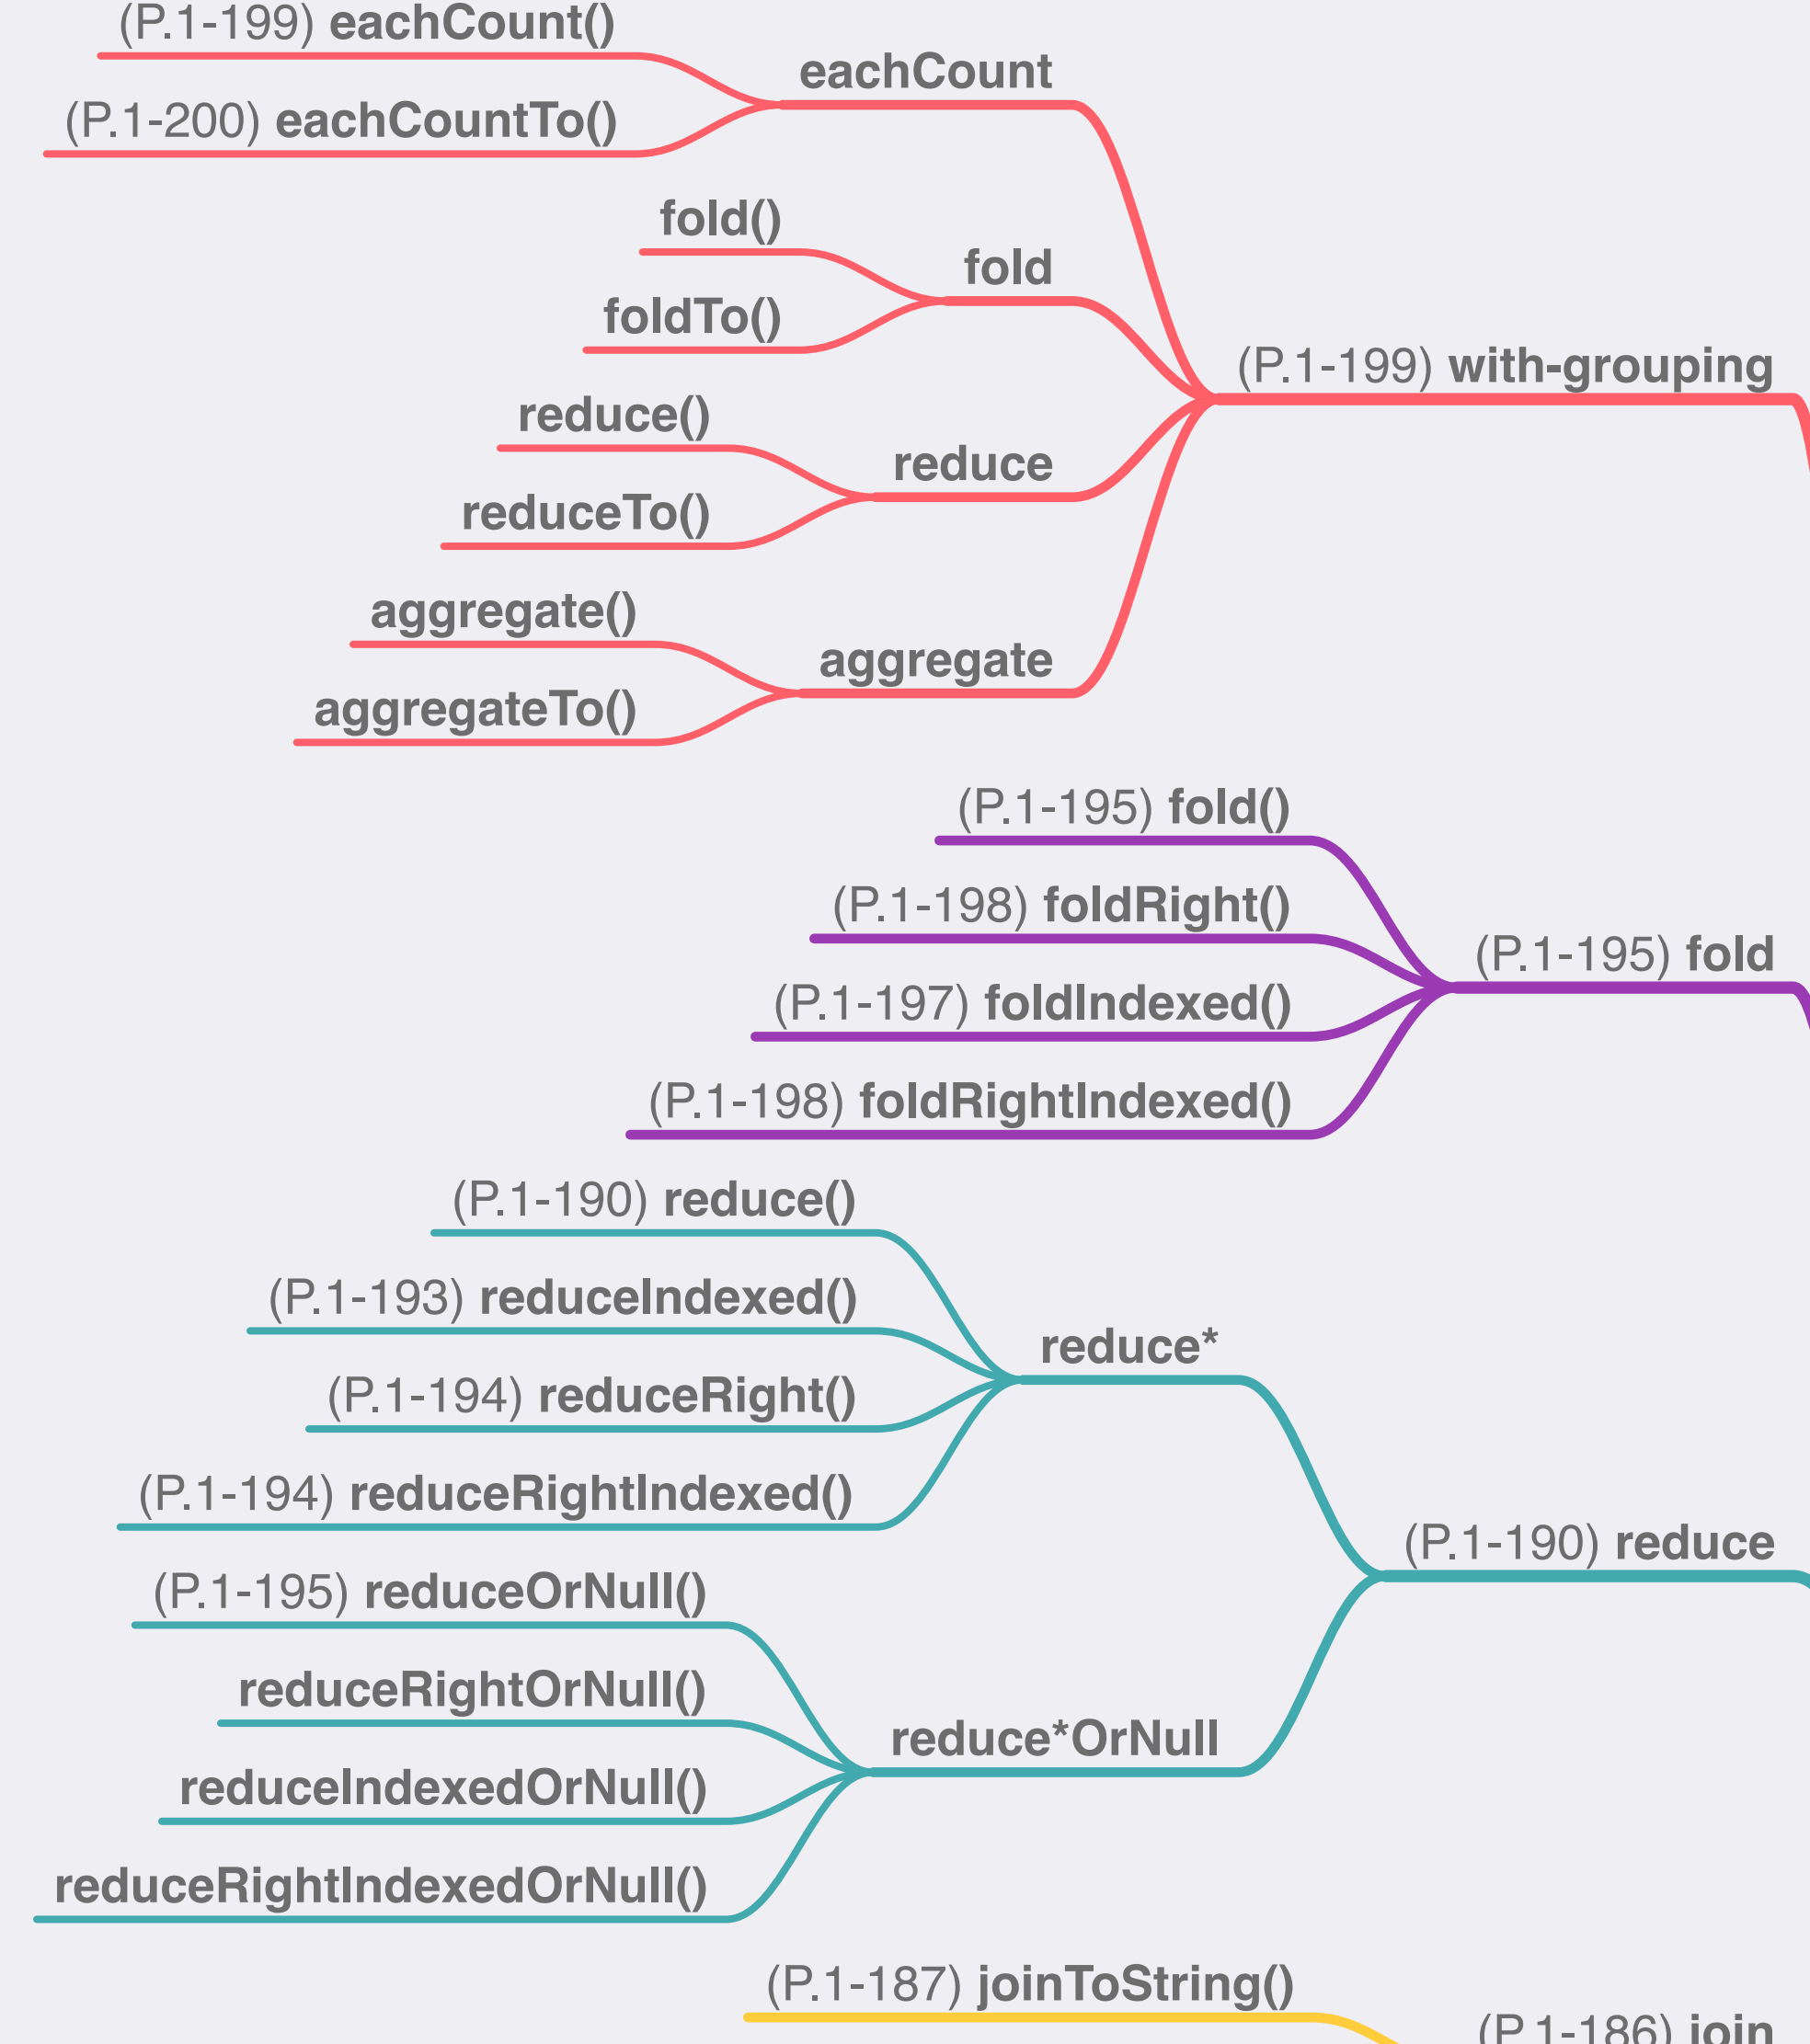 (P.1-199) eachCount()
eachCount
(P.1-200) eachCountTo()
fold()
fold
foldTo()
(P.1-199) with-grouping
reduce()
reduce
reduceTo()
aggregate()
aggregate
aggregateTo()
(P.1-195) fold()
(P.1-198) foldRight()
(P.1-195) fold
(P.1-197) foldIndexed()
(P.1-198) foldRightIndexed()
(P.1-190) reduce()
(P.1-193) reduceIndexed()
reduce*
(P.1-194) reduceRight()
(P.1-194) reduceRightIndexed()
(P.1-190) reduce
(P.1-195) reduceOrNull()
reduceRightOrNull()
reduce*OrNull
reduceIndexedOrNull()
reduceRightIndexedOrNull()
(P.1-187) joinToString()
(P.1-186) join